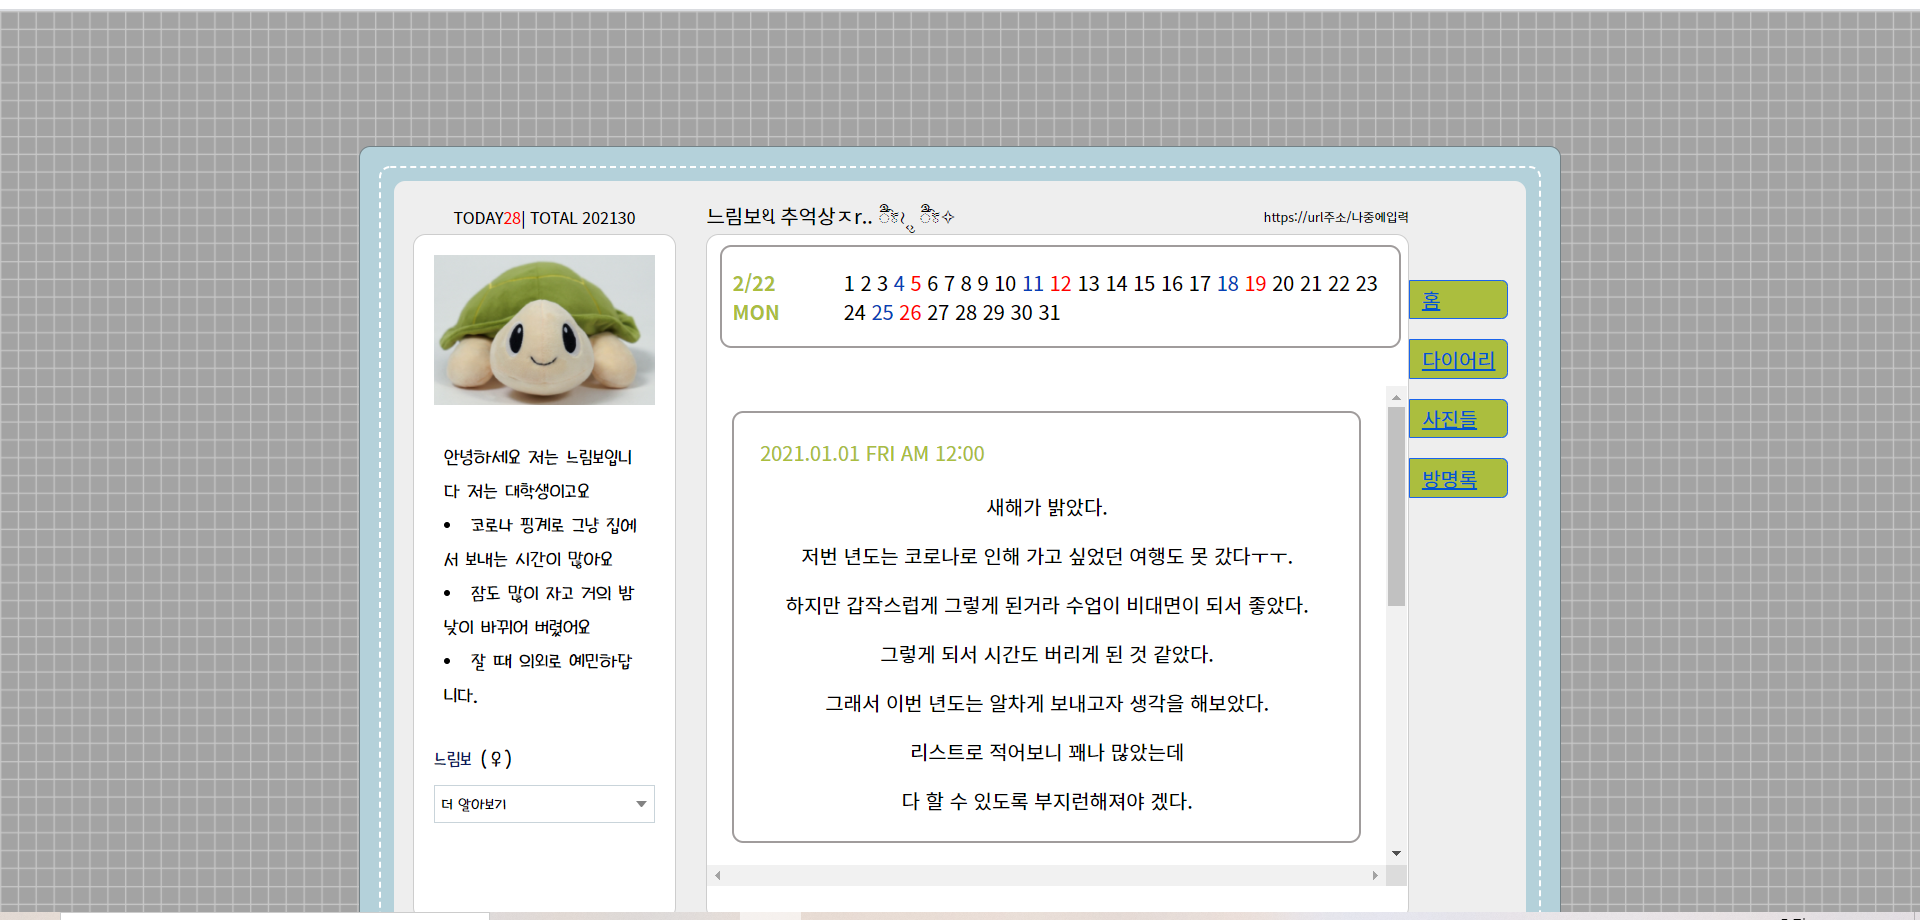 TODAY28| TOTAL 202130
느림보의 추억상ㅈr..
https://url주소/나중에입력
안녕하세요 저는 느림보입니
다 저는 대학생이고요
• 코로나 핑계로 그냥 집에
서 보내는 시간이 많아요
• 잠도 많이 자고 거의 밤
낮이 바뀌어 버렸어요
• 잘 때 의외로 예민하답
니다.
느림보 (♀)
더 알아보기
2/22
MON
1 2 3 4 5 6 7 8 9 10 11 12 13 14 15 16 17 18 19 20 21 22 23
24 25 26 27 28 29 30 31
2021.01.01 FRI AM 12:00
새해가 밝았다.
저번 년도는 코로나로 인해 가고 싶었던 여행도 못 갔다ㅜㅜ.
하지만 갑작스럽게 그렇게 된거라 수업이 비대면이 되서 좋았다.
그렇게 되서 시간도 버리게 된 것 같았다.
그래서 이번 년도는 알차게 보내고자 생각을 해보았다.
리스트로 적어보니 꽤나 많았는데
다 할 수 있도록 부지런해져야 겠다.
홈
다이어리
사진들
방명록